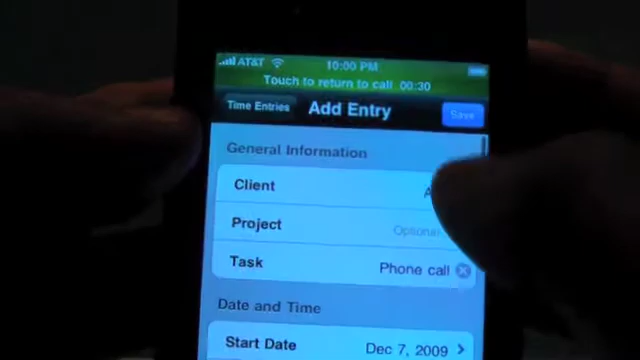 AT&T 10:00 PM
Touch to return to call 00:30
Time Entries Add Entry Save
General Information
Client
Project Optional
Task Phone call
Date and Time
Start Date Dec 7, 2009